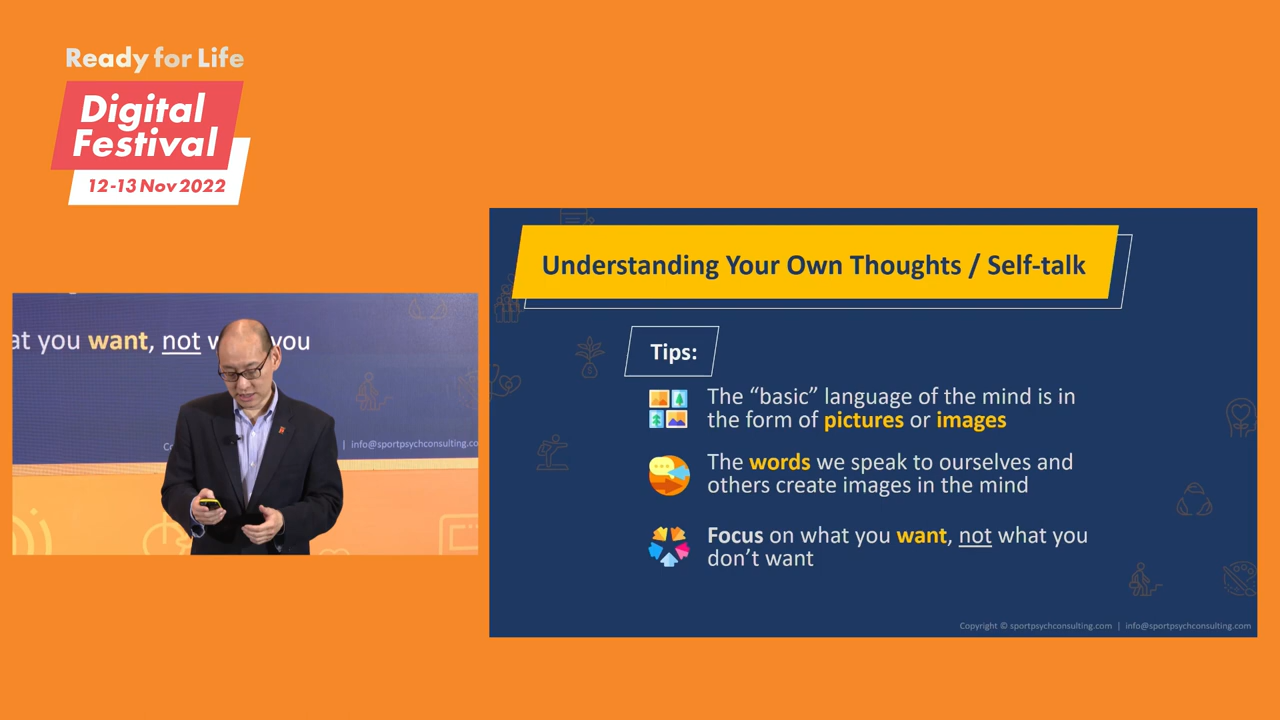 Ready for Life
Digital
Festival
12-13 Nov 2022
at you want, not w you
info@sportpsychconsulting.co
Understanding Your Own Thoughts / Self-talk
Tips:
The “basic” language of the mind is in
the form of pictures or images
The words we speak to ourselves and
others create images in the mind
Focus on what you want, not what you
don’t want
Copyright © sportpsychconsulting.com | info@sportpsychconsulting.com